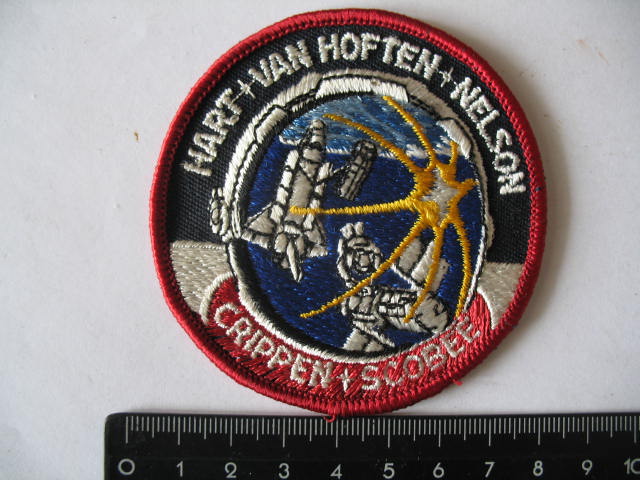 HART + VAN HOFTEN + NELSON
CRIPPEN + SCOBEE
0 1 2 3 4 5 6 7 8 9 10